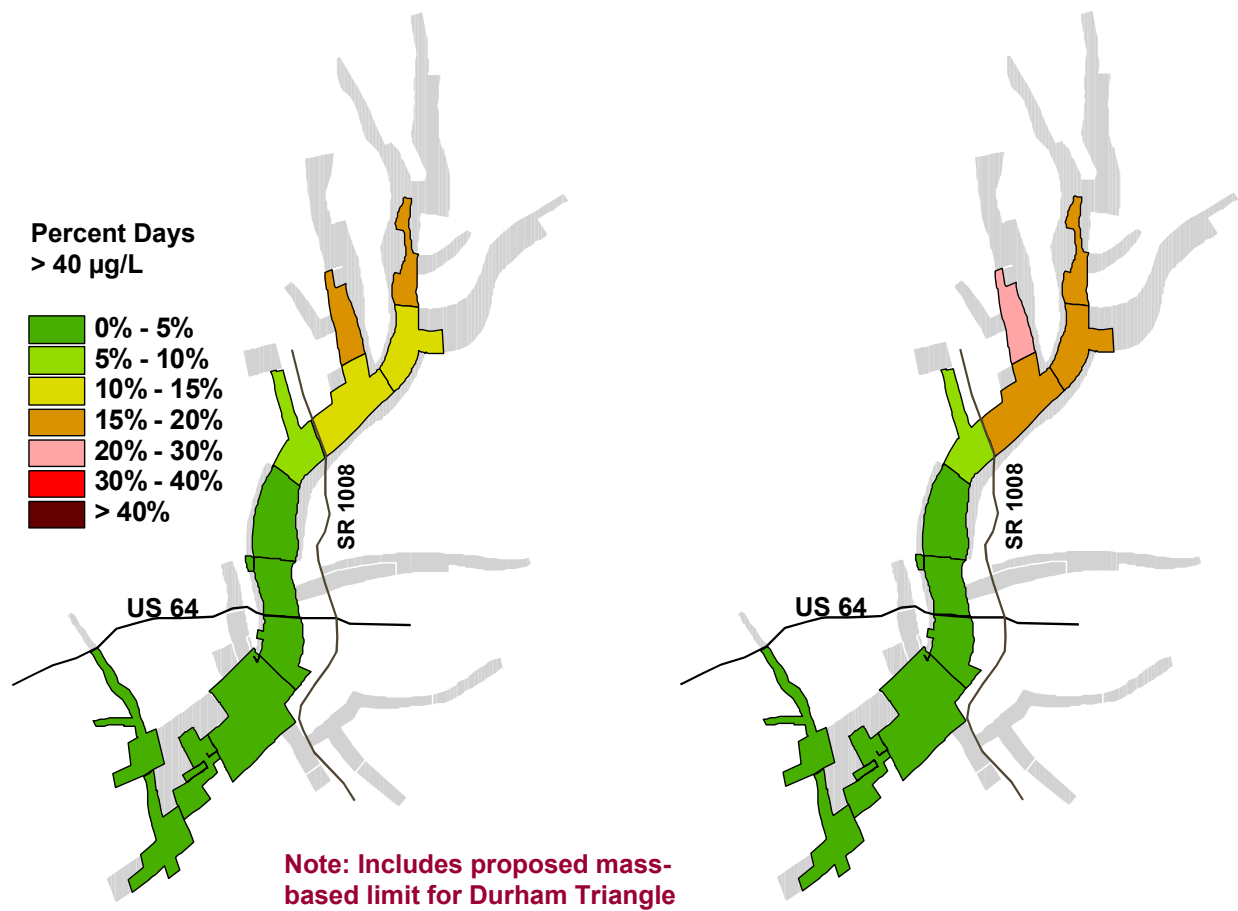 Percent Days
> 40 µg/L
0% - 5%
5% - 10%
10% - 15%
15% - 20%
20% - 30%
30% - 40%
> 40%
SR 1008
US 64
SR 1008
US 64
Note: Includes proposed mass-
based limit for Durham Triangle